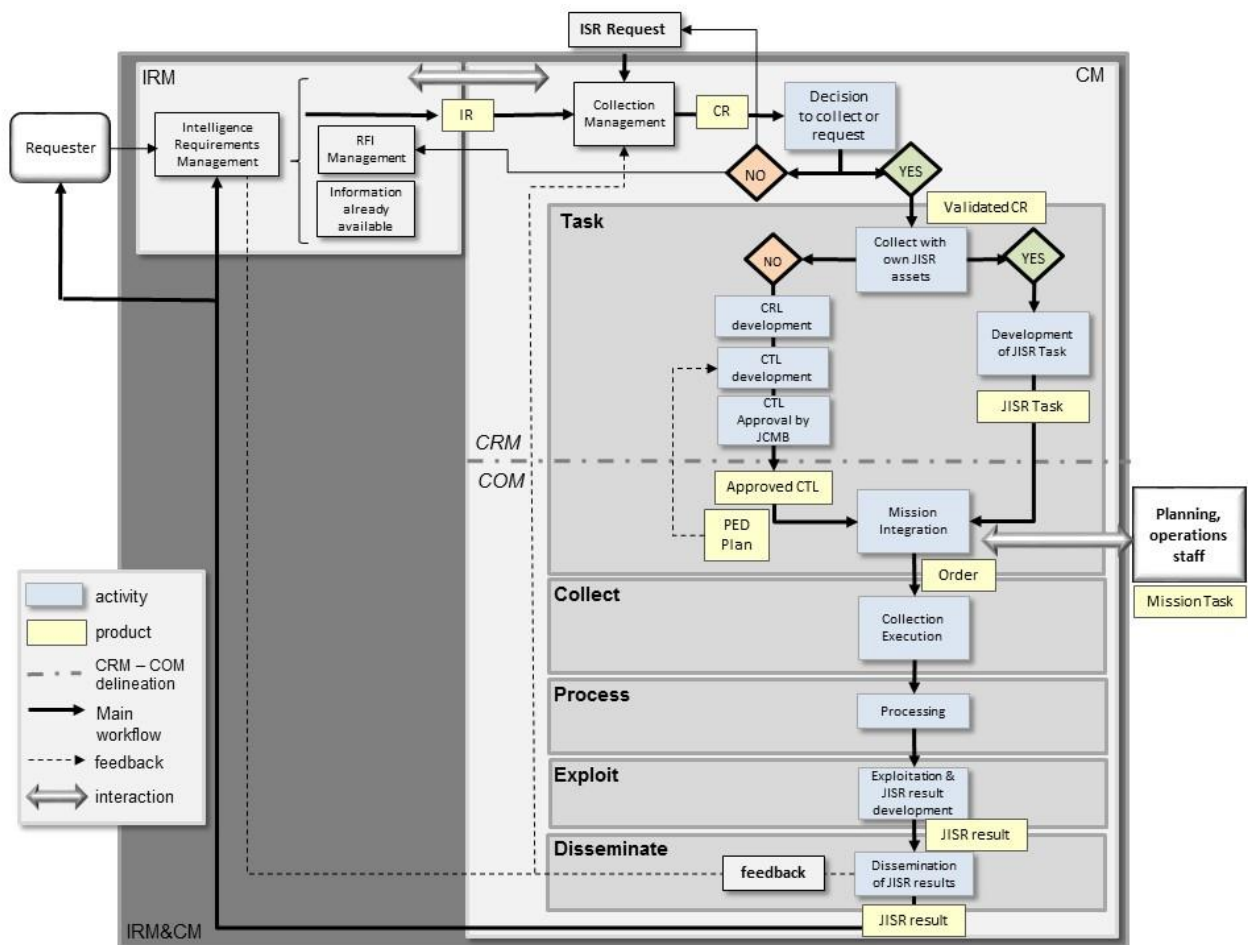 ISR Request
IRM
CM
Requester
Intelligence
Requirements
Management
IR
RFI
Management
Information
already
available
Collection
Management
CR
Decision
to collect or
request
NO
YES
Validated CR
Task
Collect with
own JISR
assets
NO
YES
CRL
development
CTL
development
CTL
Approval by
JCMB
Development
of JISR Task
JISR Task
CRM
COM
Approved CTL
PED
Plan
Mission
Integration
Order
Planning,
operations
staff
Mission Task
Collect
Collection
Execution
Process
Processing
Exploit
Exploitation &
JISR result
development
JISR result
Disseminate
feedback
Dissemination
of JISR results
JISR result
IRM&CM
activity
product
CRM – COM
delineation
Main
workflow
feedback
interaction